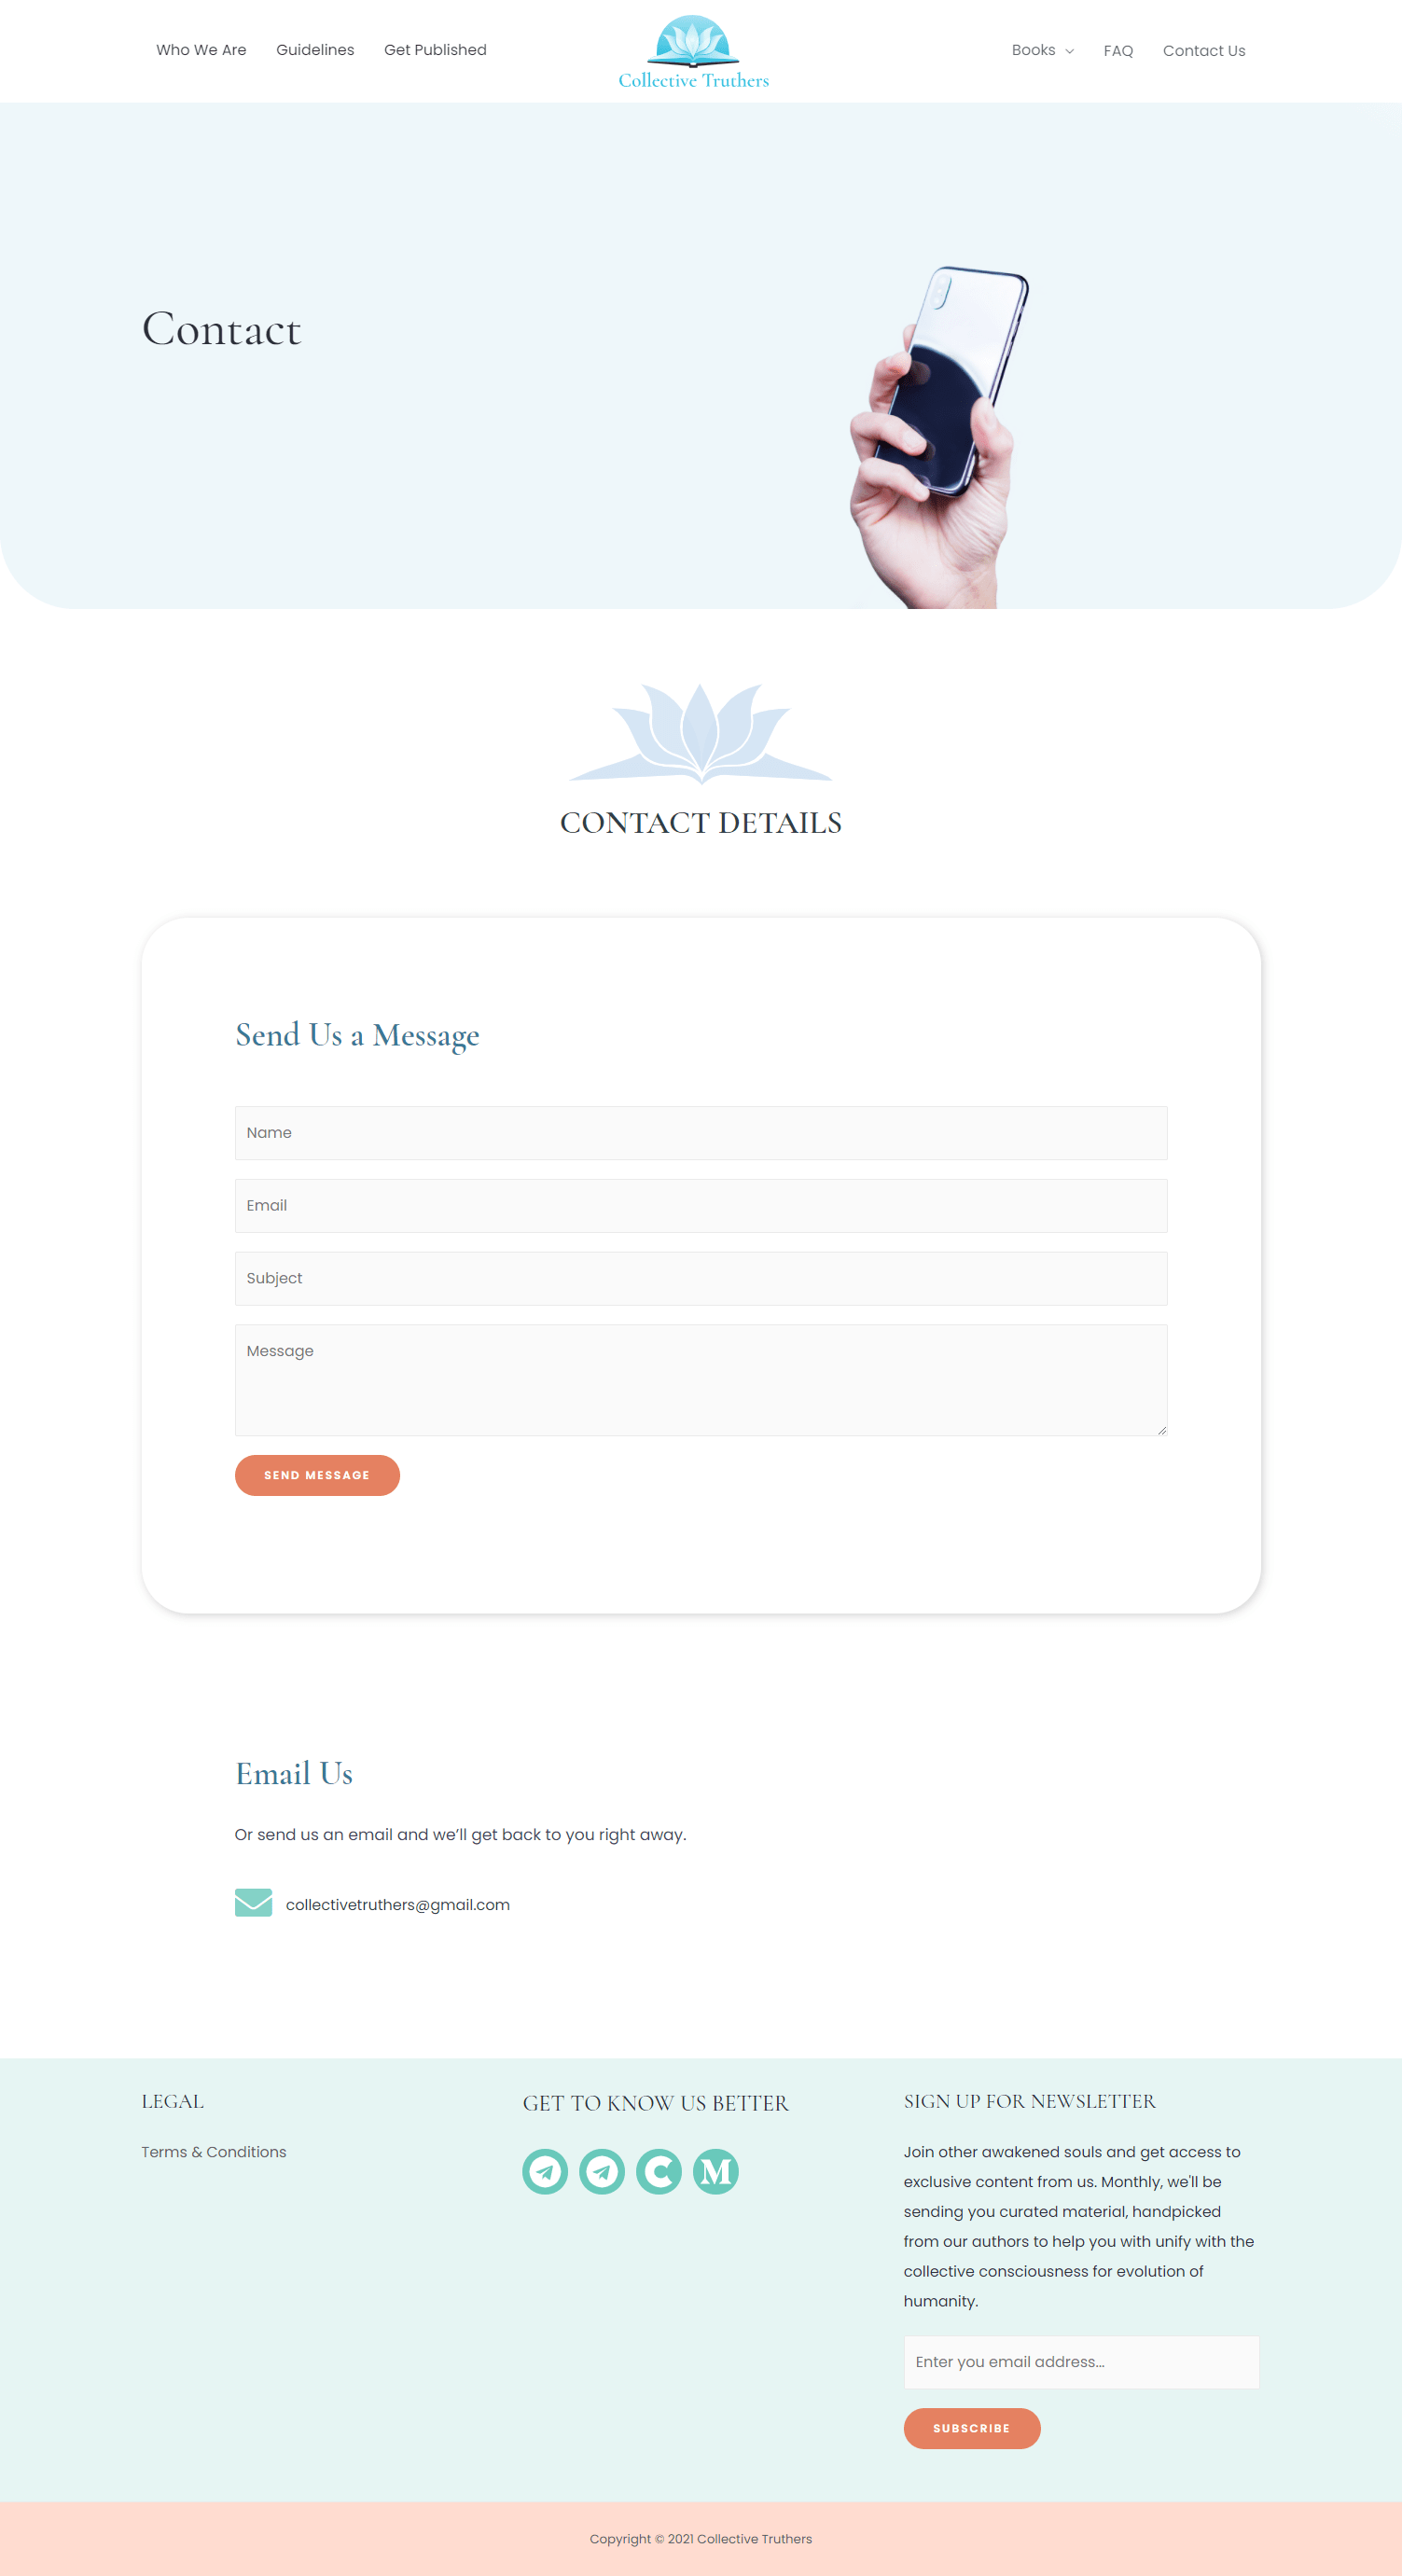 Who We Are
Guidelines
Get Published
Collective Truthers
Books
FAQ
Contact Us
Contact
CONTACT DETAILS
Send Us a Message
Name
Email
Subject
Message
SEND MESSAGE
Email Us
Or send us an email and we’ll get back to you right away.
collectivetruthers@gmail.com
LEGAL
Terms & Conditions
GET TO KNOW US BETTER
SIGN UP FOR NEWSLETTER
Join other awakened souls and get access to
exclusive content from us. Monthly, we'll be
sending you curated material, handpicked
from our authors to help you with unify with the
collective consciousness for evolution of
humanity.
Enter you email address...
SUBSCRIBE
Copyright © 2021 Collective Truthers